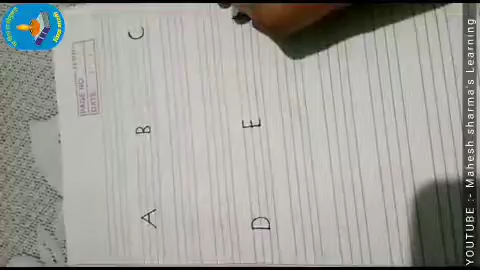 A B C
D E
PAGE NO.
DATE
YOUTUBE :- Mahesh sharma's Learning